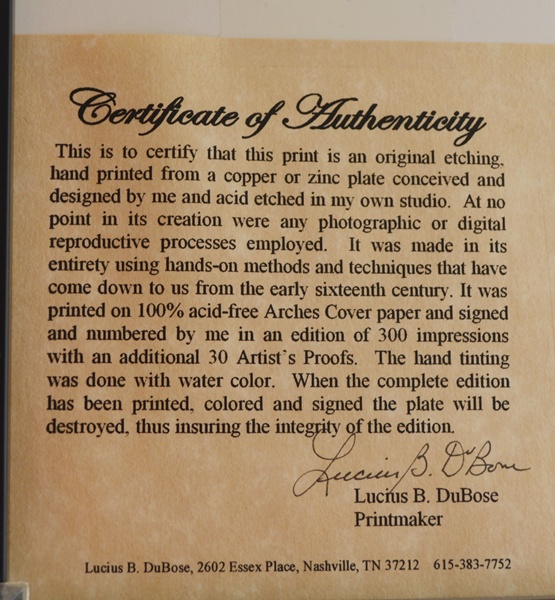 Certificate of Authenticity
This is to certify that this print is an original etching,
hand printed from a copper or zinc plate conceived and
designed by me and acid etched in my own studio. At no
point in its creation were any photographic or digital
reproductive processes employed. It was made in its
entirety using hands-on methods and techniques that have
come down to us from the early sixteenth century. It was
printed on 100% acid-free Arches Cover paper and signed
and numbered by me in an edition of 300 impressions
with an additional 30 Artist's Proofs. The hand tinting
was done with water color. When the complete edition
has been printed, colored and signed the plate will be
destroyed, thus insuring the integrity of the edition.
Lucius B. DuBose
Lucius B. DuBose
Printmaker
Lucius B. DuBose, 2602 Essex Place, Nashville, TN 37212 615-383-7752